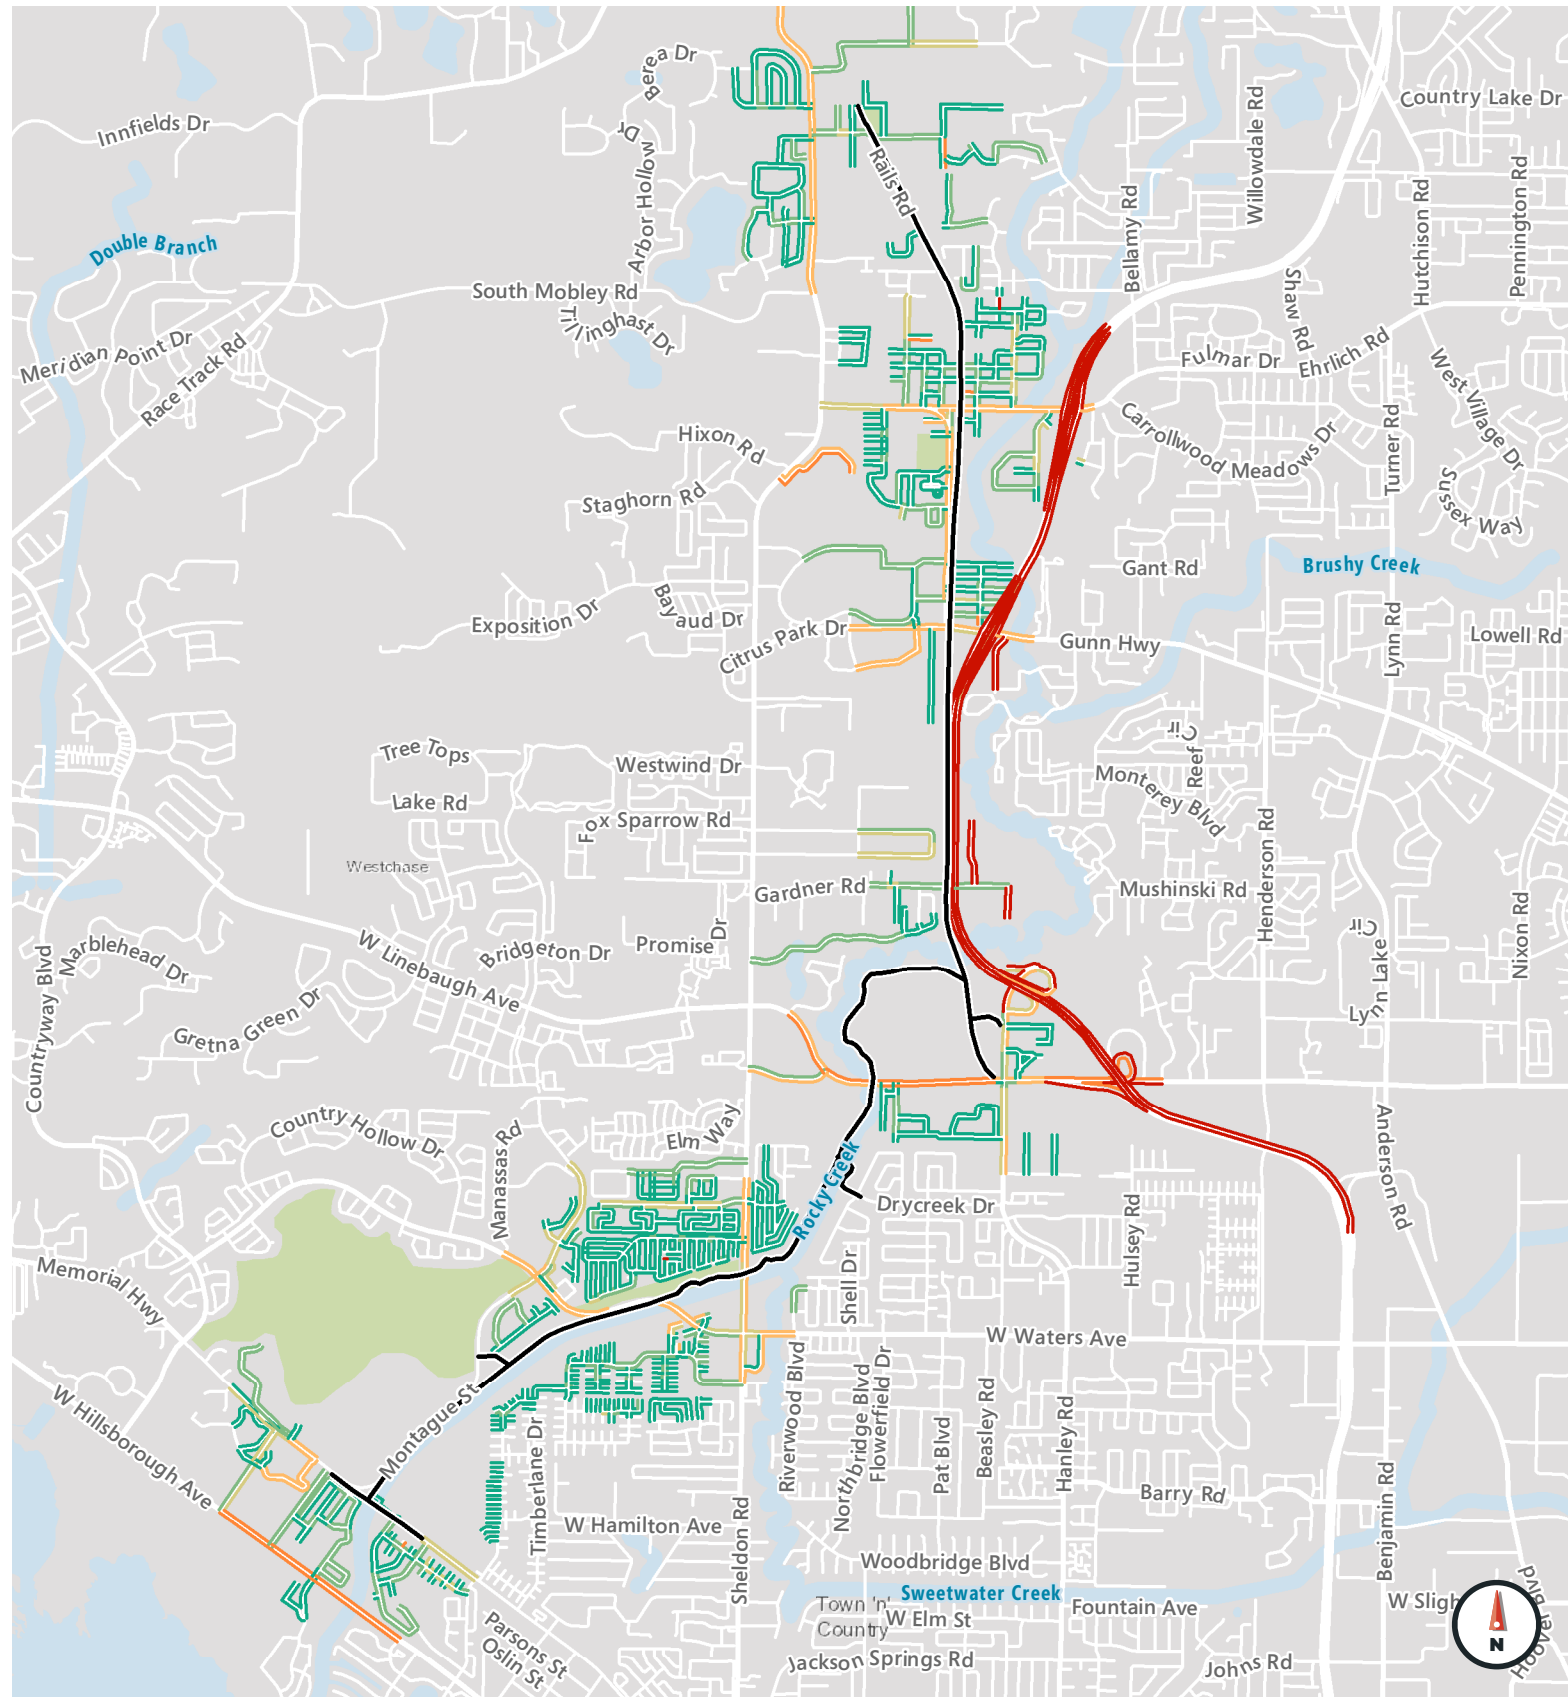 Berea Dr
Country Lake Dr
Innfields Dr
Dr
Arbor Hollow
Rails Rd
Willowdale Rd
Bellamy Rd
Hutchison Rd
Pennington Rd
Double Branch
South Mobley Rd
Tillinghast Dr
Shaw Rd
Meridian Point Dr
Race Track Rd
Fulmar Dr
Ehrlich Rd
West Village Dr
Carrollwood Meadows Dr
Turner Rd
Hixon Rd
Staghorn Rd
Sussex Way
Gant Rd
Brushy Creek
Exposition Dr
Bayaud Dr
Citrus Park Dr
Gunn Hwy
Lynn Rd
Lowell Rd
Tree Tops
Westwind Dr
Reef Cir
Monterey Blvd
Lake Rd
Fox Sparrow Rd
Henderson Rd
Westchase
Gardner Rd
Mushinski Rd
Marblehead Dr
W Linebaugh Ave
Bridgeton Dr
Promise Dr
Cir
Lynn Lake
Nixon Rd
Countryway Blvd
Gretna Green Dr
Country Hollow Dr
Manassas Rd
Elm Way
Rocky Creek
Drycreek Dr
Anderson Rd
Hulsey Rd
Memorial Hwy
Shell Dr
W Waters Ave
W Hillsborough Ave
Montague St
Timberlane Dr
Riverwood Blvd
Northbridge Blvd
Flowerfield Dr
Pat Blvd
Beasley Rd
Hanley Rd
Barry Rd
W Hamilton Ave
Sheldon Rd
Benjamin Rd
Woodbridge Blvd
Sweetwater Creek
Town 'n'
Country
W Elm St
Fountain Ave
W Sligh
Hoover Blvd
N
Parsons St
Oslin St
Jackson Springs Rd
Johns Rd